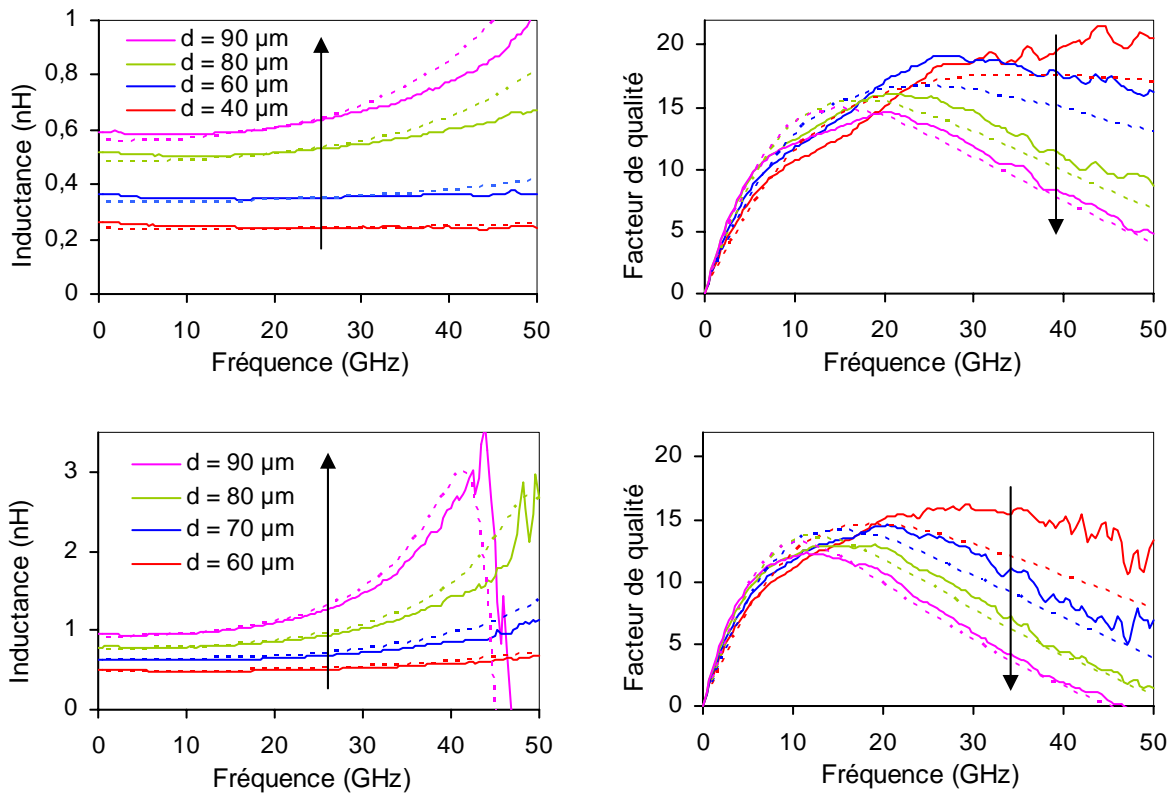 Inductance (nH)
1
0,8
0,6
0,4
0,2
0
d = 90 µm
d = 80 µm
d = 60 µm
d = 40 µm
0 10 20 30 40 50
Fréquence (GHz)
Facteur de qualité
20
15
10
5
0
0 10 20 30 40 50
Fréquence (GHz)
Inductance (nH)
3
2
1
0
d = 90 µm
d = 80 µm
d = 70 µm
d = 60 µm
0 10 20 30 40 50
Fréquence (GHz)
Facteur de qualité
20
15
10
5
0
0 10 20 30 40 50
Fréquence (GHz)